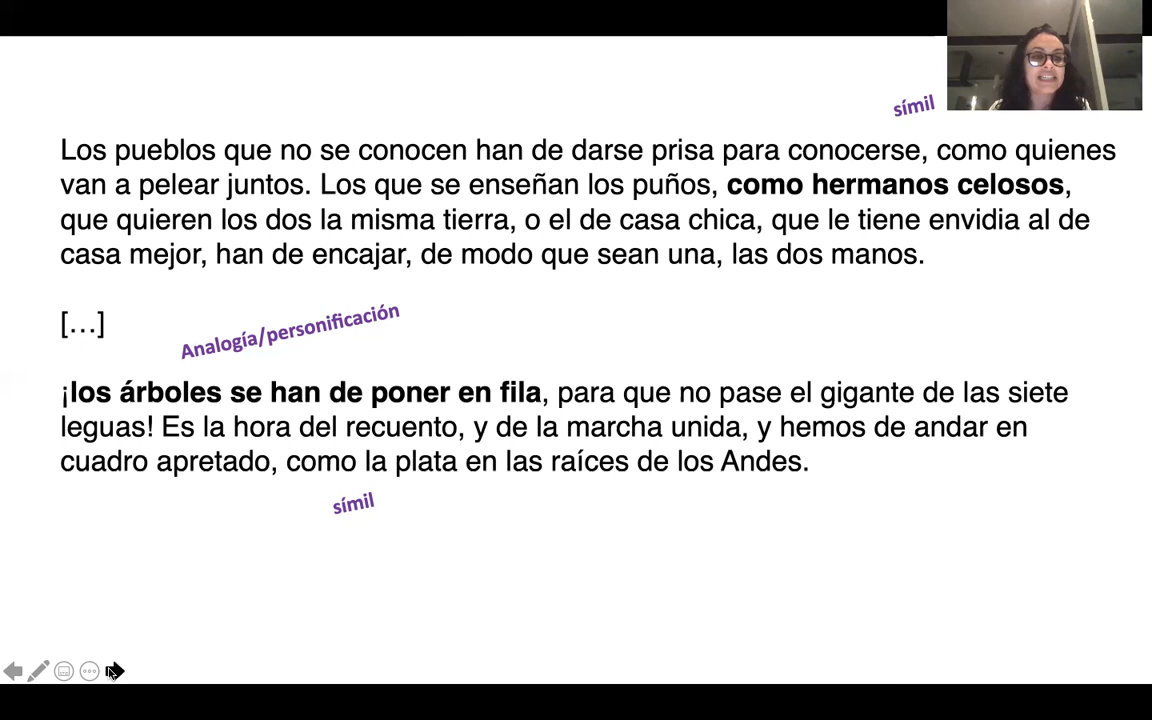 símil
Los pueblos que no se conocen han de darse prisa para conocerse, como quienes
van a pelear juntos. Los que se enseñan los puños, como hermanos celosos,
que quieren los dos la misma tierra, o el de casa chica, que le tiene envidia al de
casa mejor, han de encajar, de modo que sean una, las dos manos.
[…]
Analogía/personificación
¡los árboles se han de poner en fila, para que no pase el gigante de las siete
leguas! Es la hora del recuento, y de la marcha unida, y hemos de andar en
cuadro apretado, como la plata en las raíces de los Andes.
símil